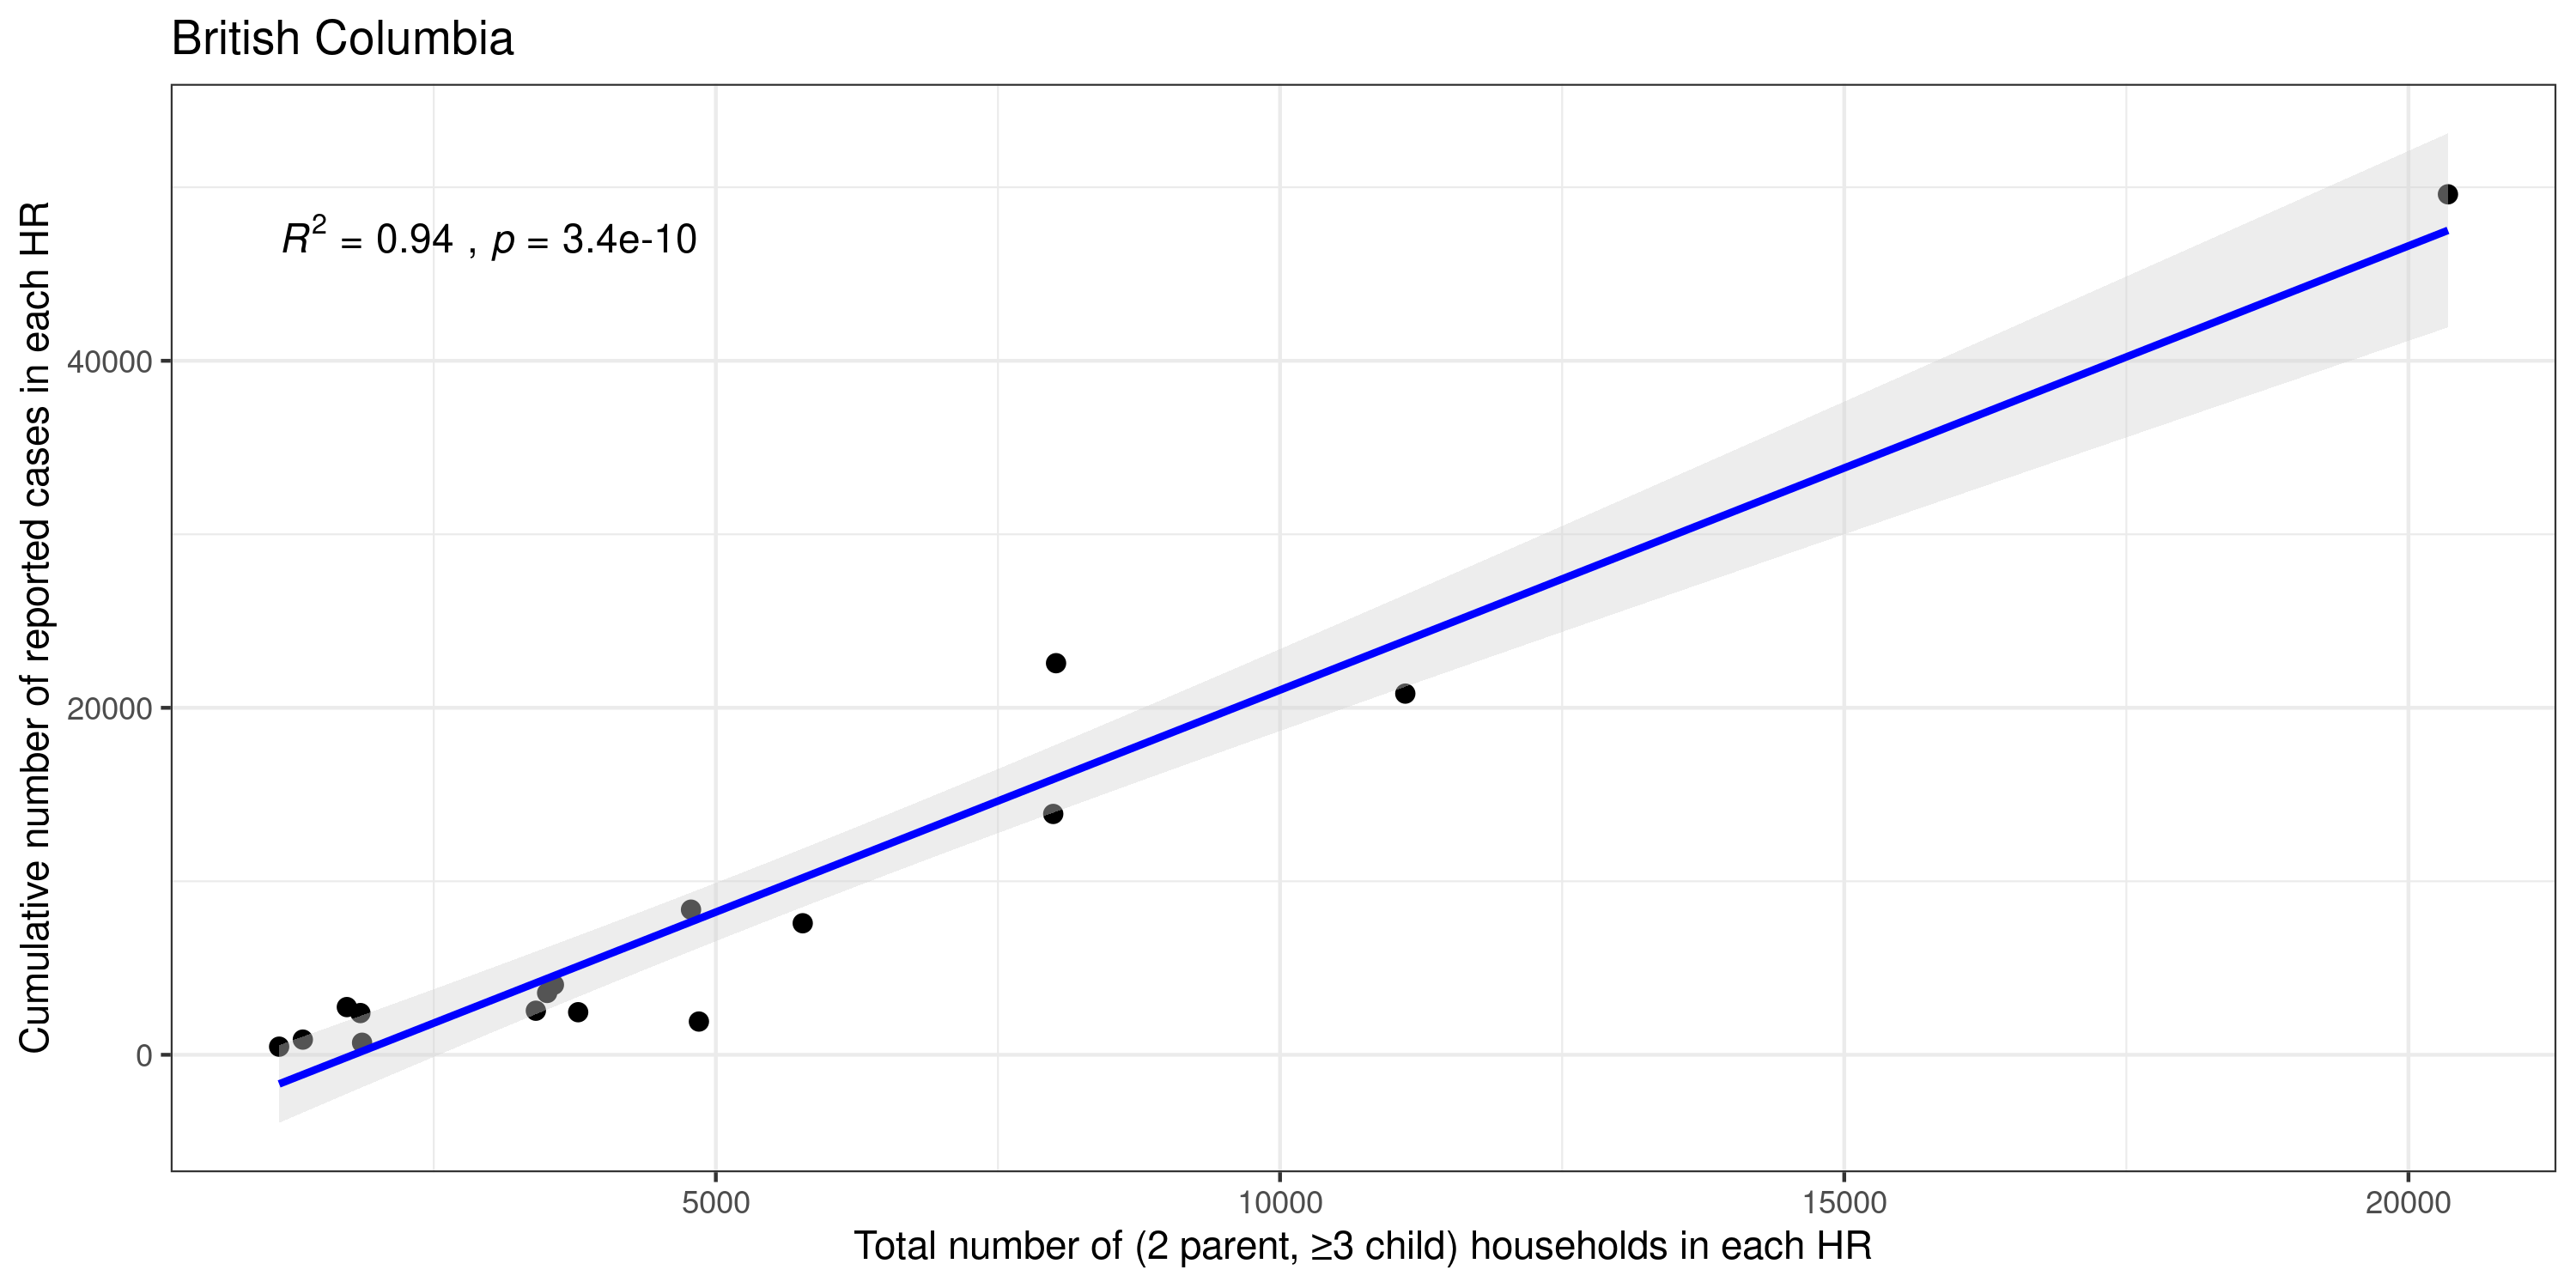 British Columbia
R² = 0.94 , p = 3.4e-10
Cumulative number of reported cases in each HR
40000
20000
0
5000 10000 15000 20000
Total number of (2 parent, ≥3 child) households in each HR